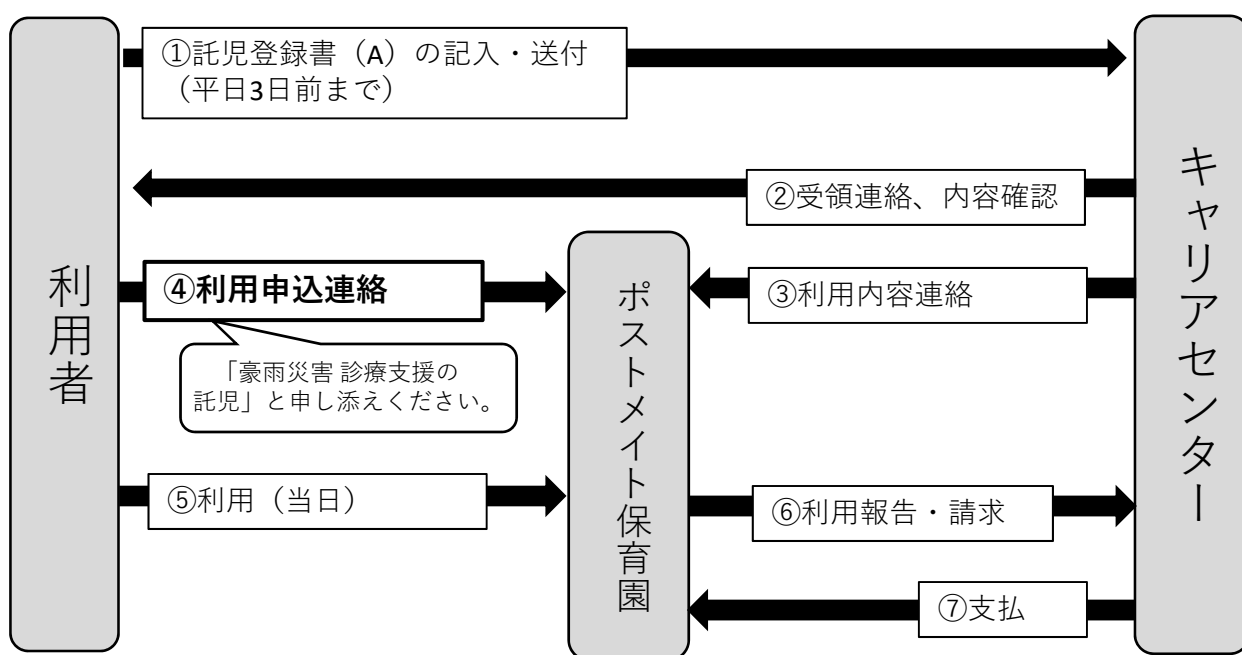 利用者
①託児登録書（A）の記入・送付
（平日3日前まで）
キャリアセンター
②受領連絡、内容確認
ポストメイト保育園
③利用内容連絡
④利用申込連絡
「豪雨災害 診療支援の
託児」と申し添えください。
⑤利用（当日）
⑥利用報告・請求
⑦支払